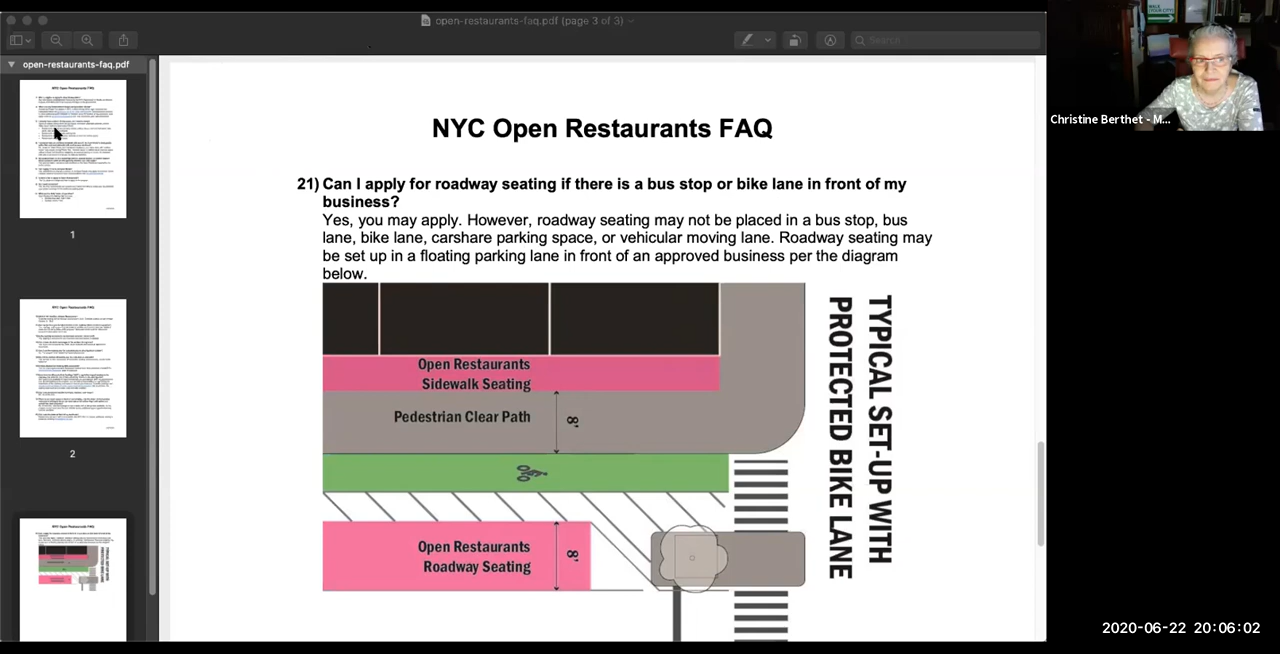 open-restaurants-faq.pdf (page 3 of 3)
Search
open-restaurants-faq.pdf
1
2
NYC Open Restaurants FAQ
21) Can I apply for roadway seating if there is a bus stop or bike lane in front of my
business?
Yes, you may apply. However, roadway seating may not be placed in a bus stop, bus
lane, bike lane, carshare parking space, or vehicular moving lane. Roadway seating may
be set up in a floating parking lane in front of an approved business per the diagram
below.
Open Restaurants
Sidewalk Seating
Pedestrian Clear Path
8'
Open Restaurants
Roadway Seating
8'
TYPICAL SET-UP WITH
PROTECTED BIKE LANE
Christine Berthet - M...
2020-06-22 20:06:02